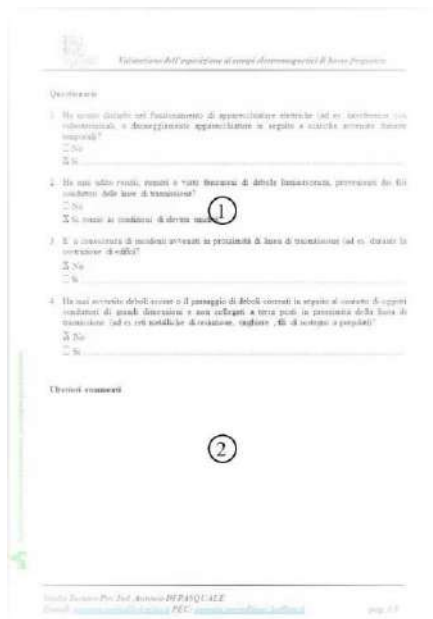 Valutazione dell'esposizione ai campi elettromagnetici di bassa frequenza
Questionario
1. Ha notato disturbi nel funzionamento di apparecchiature elettriche (ad es. interferenze con
videoterminali, o danneggiamento apparecchiature in seguito a scariche avvenute durante
temporali)?
No
Si
2. Ha mai udito ronzii, rumori o visto fenomeni di debole luminescenza, provenienti dai fili
conduttori delle linee di trasmissione?
No
Si, ronzii in condizioni di elevata
1
3. E' a conoscenza di incidenti avvenuti in prossimità di linee di trasmissione (ad es. durante la
costruzione di edifici)?
No
Si
4. Ha mai avvertito deboli scosse o il passaggio di deboli correnti in seguito al contatto di oggetti
conduttori di grandi dimensioni e non collegati a terra posti in prossimità della linea di
trasmissione (ad es. reti metalliche di recinzione, ringhiere, fili di sostegno a pergolati)?
No
Si
Ulteriori commenti
2
Studio Tecnico Per. Ind. Antonio DEPASQUALE
E-mail: PEC:
pag.